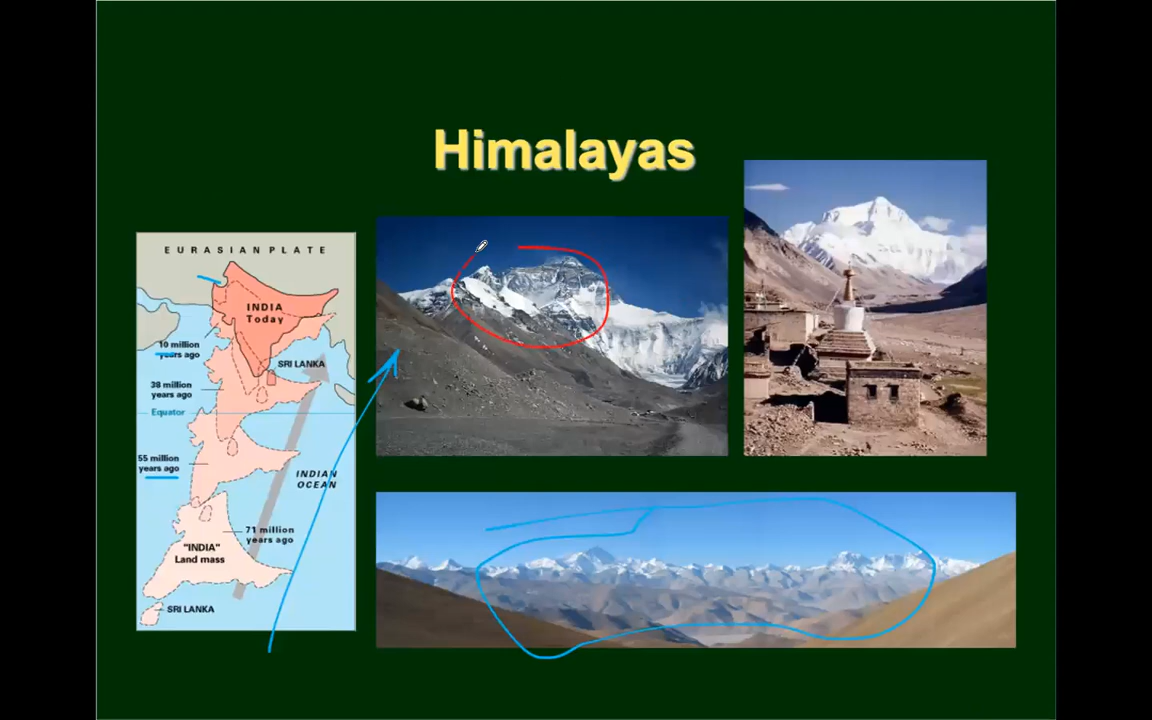 Himalayas
EURASIAN PLATE
INDIA
Today
10 million
years ago
SRI LANKA
38 million
years ago
Equator
55 million
years ago
INDIAN
OCEAN
71 million
years ago
"INDIA"
Land mass
SRI LANKA